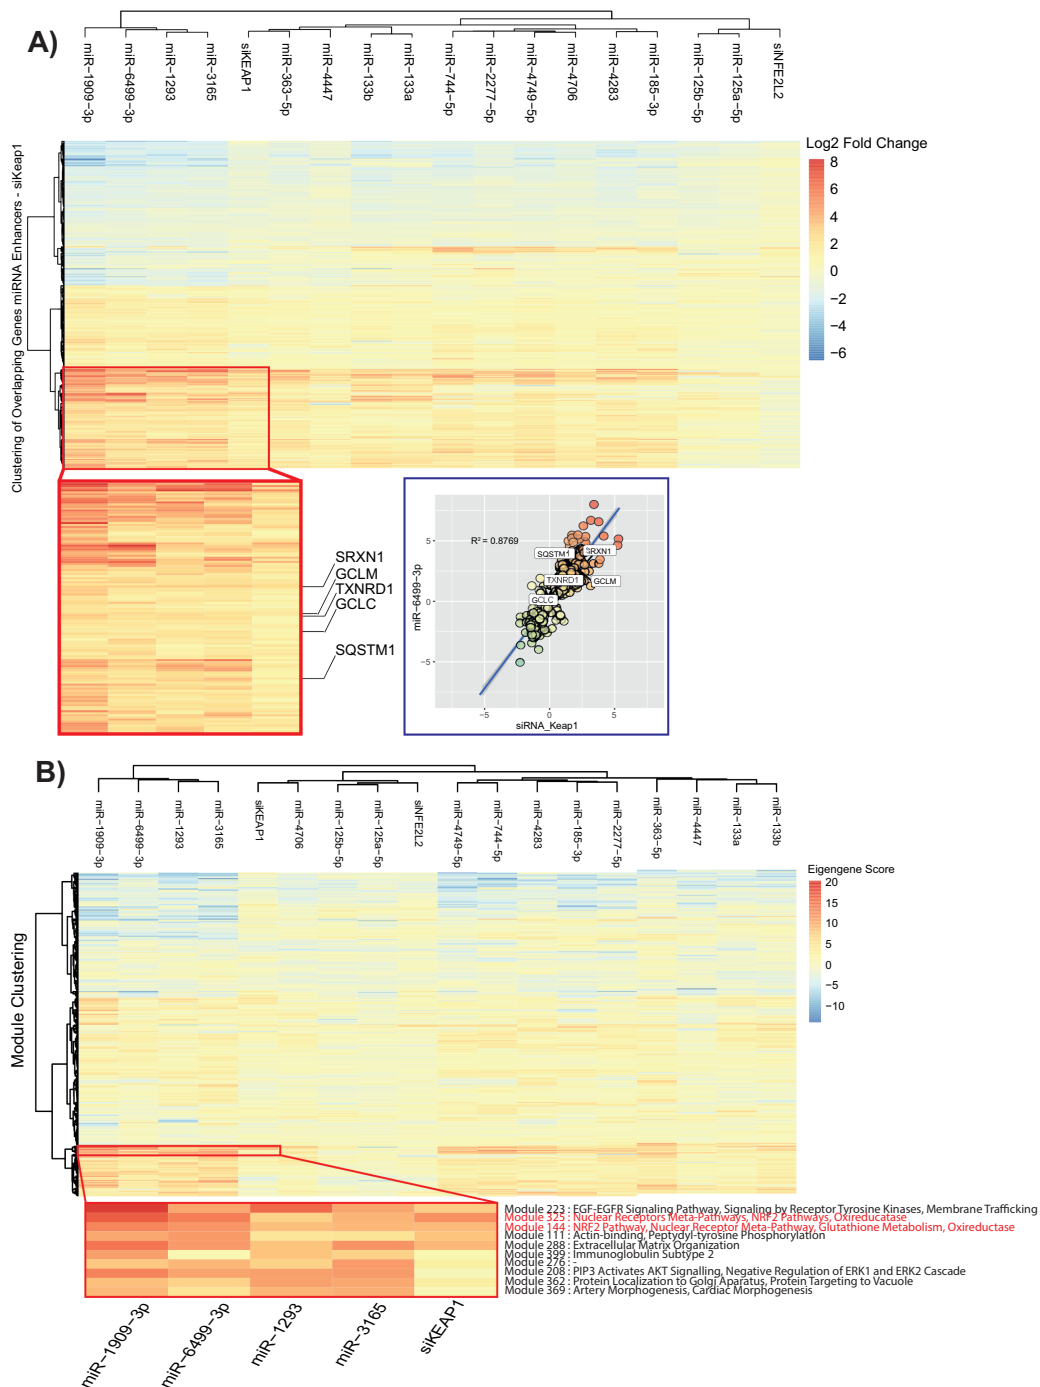 A)
miR-1909-3p
miR-6499-3p
miR-1293
miR-3165
siKEAP1
miR-363-5p
miR-4447
miR-133b
miR-133a
miR-744-5p
miR-2277-5p
miR-4749-5p
miR-4706
miR-4283
miR-185-3p
miR-125b-5p
miR-125a-5p
siNFE2L2
Clustering of Overlapping Genes miRNA Enhancers - siKeap1
Log2 Fold Change
8
6
4
2
0
-2
-4
-6
SRXN1
GCLM
TXNRD1
GCLC
SQSTM1
miR-6499-3p
5
0
-5
R² = 0.8769
SQSTM1
SRXN1
TXNRD1
GCLM
GCLC
-5
0
5
siRNA_Keap1
B)
miR-1909-3p
miR-6499-3p
miR-1293
miR-3165
siKEAP1
miR-4706
miR-125b-5p
miR-125a-5p
siNFE2L2
miR-4749-5p
miR-744-5p
miR-4283
miR-185-3p
miR-2277-5p
miR-363-5p
miR-4447
miR-133a
miR-133b
Module Clustering
Eigengene Score
20
15
10
5
0
-5
-10
Module 223 : EGF-EGFR Signaling Pathway, Signaling by Receptor Tyrosine Kinases, Membrane Trafficking
Module 325 : Nuclear Receptors Meta-Pathways, NRF2 Pathways, Oxireducatase
Module 144 : NRF2 Pathway, Nuclear Receptor Meta-Pathway, Glutathione Metabolism, Oxireductase
Module 111 : Actin-binding, Peptydyl-tyrosine Phosphorylation
Module 288 : Extracellular Matrix Organization
Module 399 : Immunoglobulin Subtype 2
Module 276 : -
Module 208 : PIP3 Activates AKT Signalling, Negative Regulation of ERK1 and ERK2 Cascade
Module 362 : Protein Localization to Golgi Aparatus, Protein Targeting to Vacuole
Module 369 : Artery Morphogenesis, Cardiac Morphogenesis
miR-1909-3p
miR-6499-3p
miR-1293
miR-3165
siKEAP1